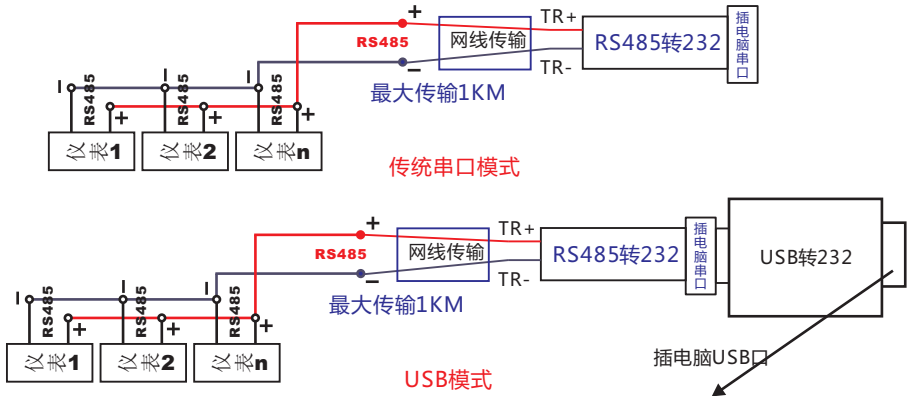 +
TR+
RS485
网线传输
RS485转232
插电脑串口
−
TR-
最大传输1KM
− RS485 − RS485 −
+ + +
仪表1 仪表2 仪表n
传统串口模式
+
TR+
RS485
网线传输
RS485转232
插电脑串口
USB转232
−
TR-
最大传输1KM
− RS485 − RS485 − RS485
+ + +
仪表1 仪表2 仪表n
插电脑USB口
USB模式